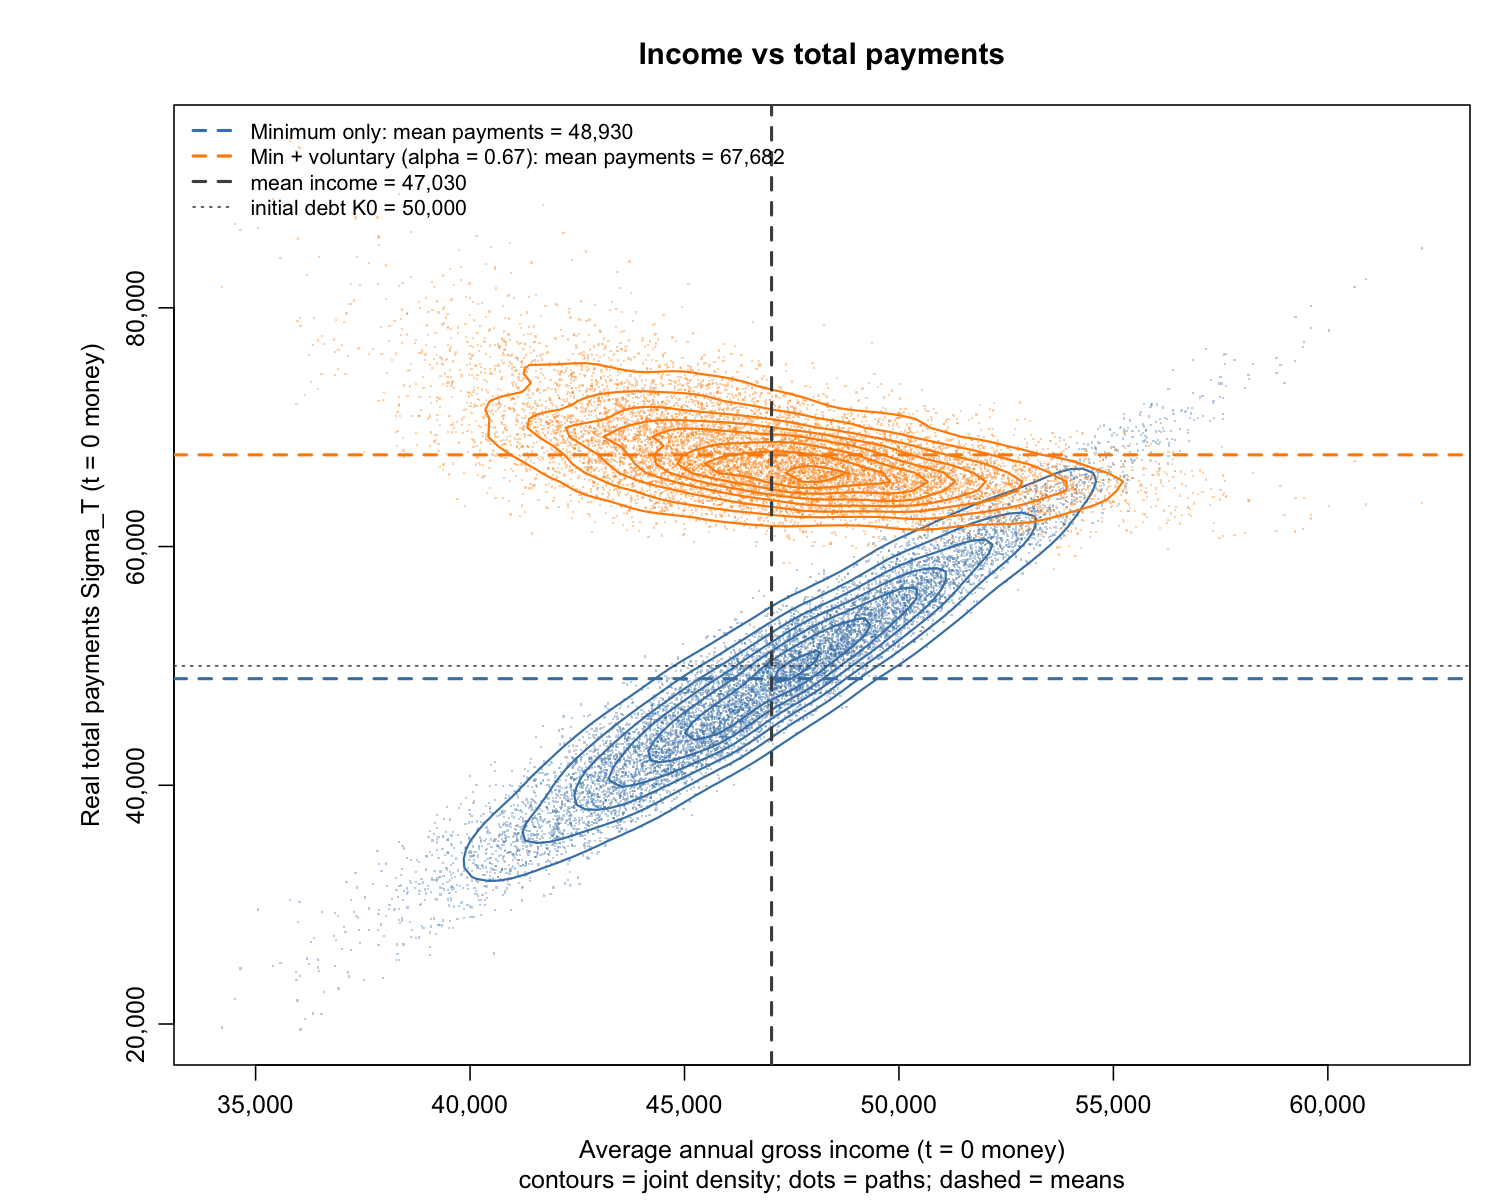 Income vs total payments
Minimum only: mean payments = 48,930
Min + voluntary (alpha = 0.67): mean payments = 67,682
mean income = 47,030
initial debt K0 = 50,000
Real total payments Sigma_T (t = 0 money)
80,000
60,000
40,000
20,000
35,000 40,000 45,000 50,000 55,000 60,000
Average annual gross income (t = 0 money)
contours = joint density; dots = paths; dashed = means